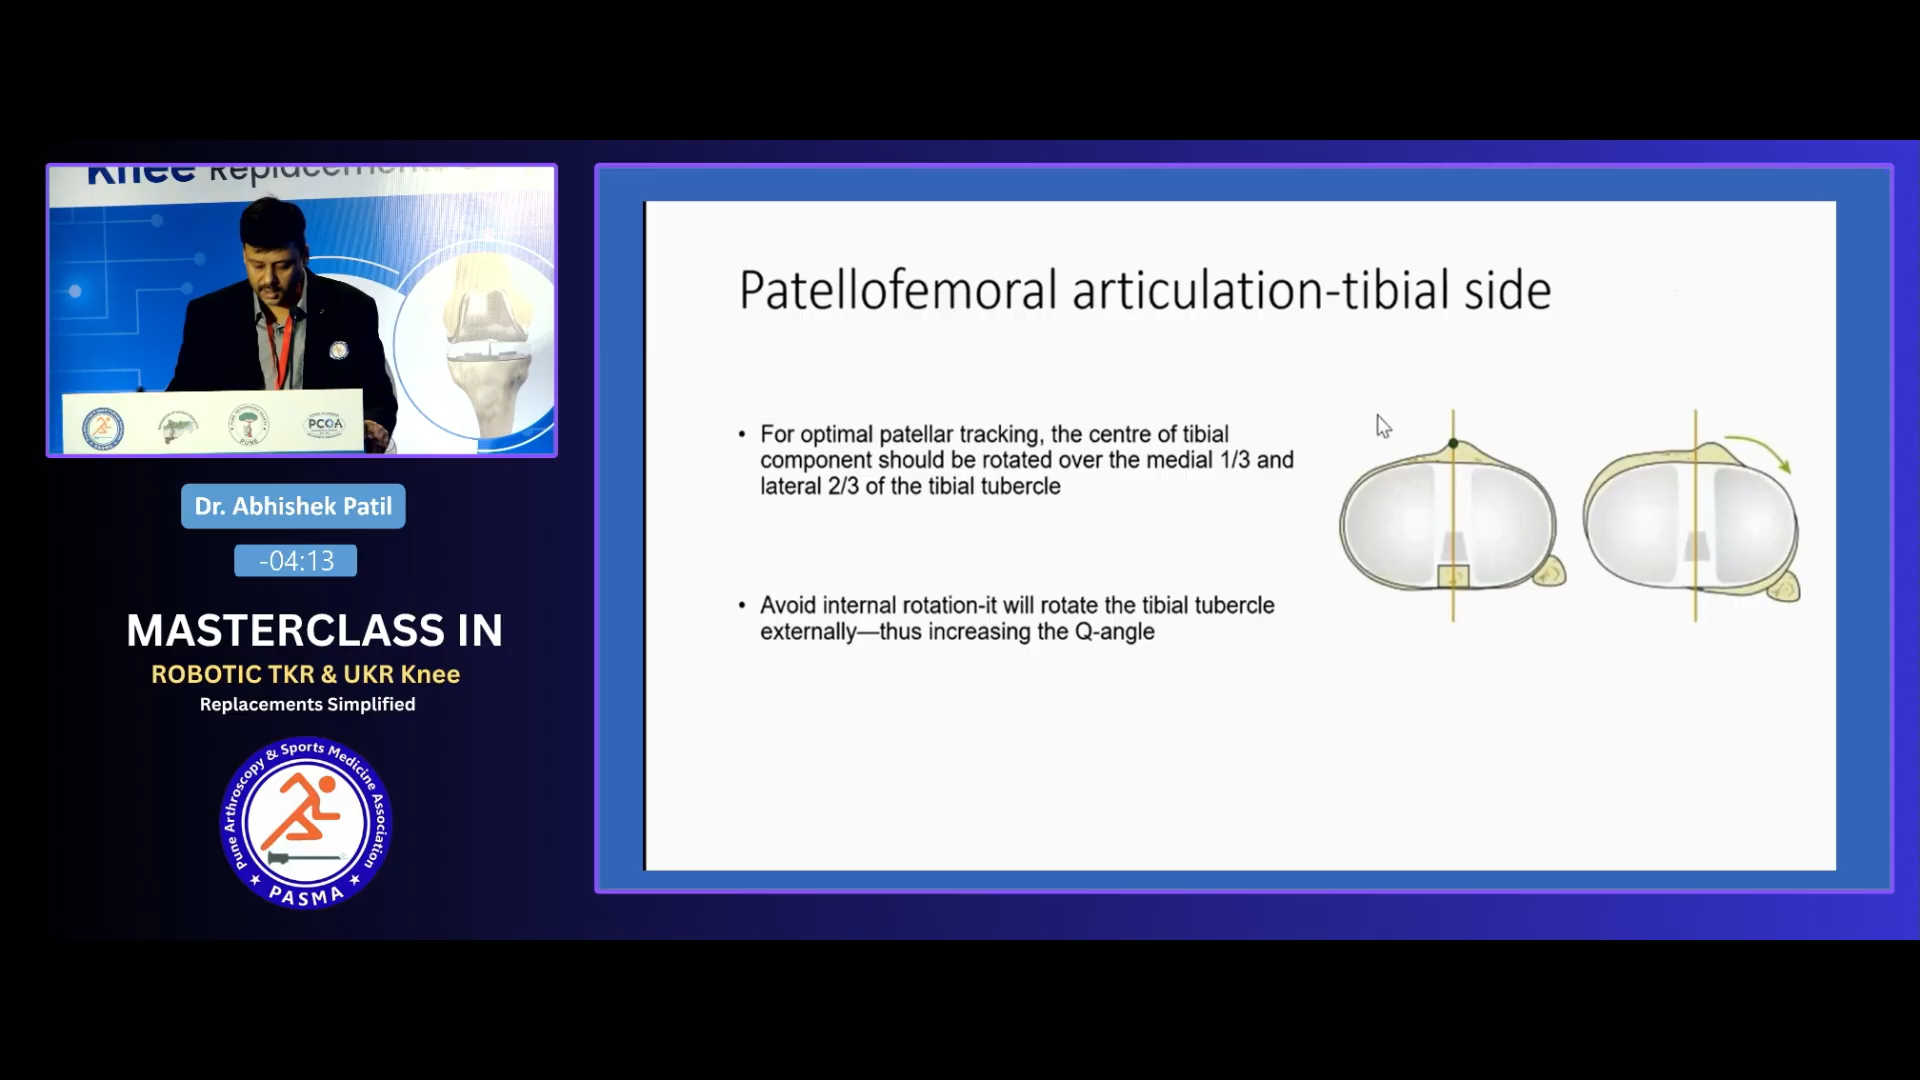 Knee Replacement
PCOA
PUNE
Dr. Abhishek Patil
-04:13
MASTERCLASS IN
ROBOTIC TKR & UKR Knee
Replacements Simplified
Pune Arthroscopy & Sports Medicine Association
PASMA
Patellofemoral articulation-tibial side
• For optimal patellar tracking, the centre of tibial
component should be rotated over the medial 1/3 and
lateral 2/3 of the tibial tubercle
• Avoid internal rotation-it will rotate the tibial tubercle
externally—thus increasing the Q-angle